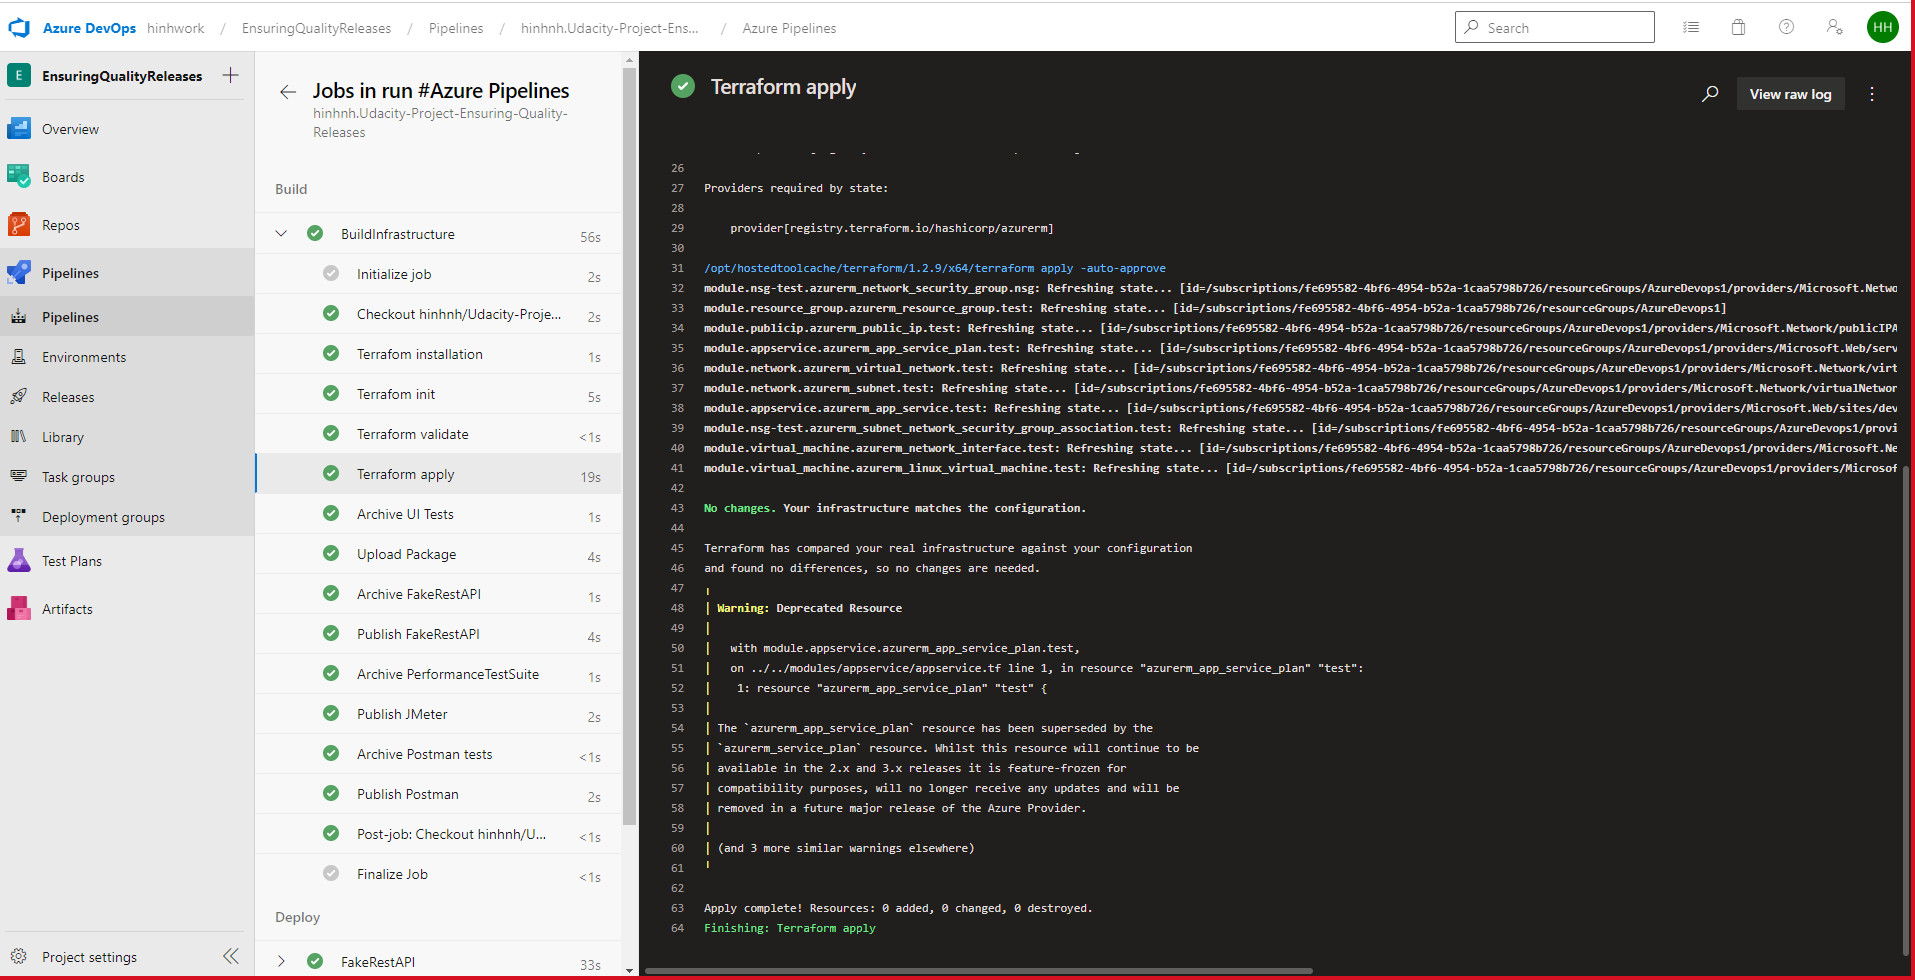 Azure DevOps hinhwork / EnsuringQualityReleases / Pipelines / hinhnh.Udacity-Project-Ens... / Azure Pipelines
Search
HH
E EnsuringQualityReleases
Overview
Boards
Repos
Pipelines
Pipelines
Environments
Releases
Library
Task groups
Deployment groups
Test Plans
Artifacts
Project settings
Jobs in run #Azure Pipelines
hinhnh.Udacity-Project-Ensuring-Quality-
Releases
Build
BuildInfrastructure 56s
Initialize job 2s
Checkout hinhnh/Udacity-Proje... 2s
Terrafom installation 1s
Terrafom init 5s
Terraform validate <1s
Terraform apply 19s
Archive UI Tests 1s
Upload Package 4s
Archive FakeRestAPI 1s
Publish FakeRestAPI 4s
Archive PerformanceTestSuite 1s
Publish JMeter 2s
Archive Postman tests <1s
Publish Postman 2s
Post-job: Checkout hinhnh/U... <1s
Finalize Job <1s
Deploy
FakeRestAPI 33s
Terraform apply
View raw log
26
27 Providers required by state:
28
29 provider[registry.terraform.io/hashicorp/azurerm]
30
31 /opt/hostedtoolcache/terraform/1.2.9/x64/terraform apply -auto-approve
32 module.nsg-test.azurerm_network_security_group.nsg: Refreshing state... [id=/subscriptions/fe695582-4bf6-4954-b52a-1caa5798b726/resourceGroups/AzureDevops1/providers/Microsoft.Netwo
33 module.resource_group.azurerm_resource_group.test: Refreshing state... [id=/subscriptions/fe695582-4bf6-4954-b52a-1caa5798b726/resourceGroups/AzureDevops1]
34 module.publicip.azurerm_public_ip.test: Refreshing state... [id=/subscriptions/fe695582-4bf6-4954-b52a-1caa5798b726/resourceGroups/AzureDevops1/providers/Microsoft.Network/publicIPA
35 module.appservice.azurerm_app_service_plan.test: Refreshing state... [id=/subscriptions/fe695582-4bf6-4954-b52a-1caa5798b726/resourceGroups/AzureDevops1/providers/Microsoft.Web/serv
36 module.network.azurerm_virtual_network.test: Refreshing state... [id=/subscriptions/fe695582-4bf6-4954-b52a-1caa5798b726/resourceGroups/AzureDevops1/providers/Microsoft.Network/virt
37 module.network.azurerm_subnet.test: Refreshing state... [id=/subscriptions/fe695582-4bf6-4954-b52a-1caa5798b726/resourceGroups/AzureDevops1/providers/Microsoft.Network/virtualNetwor
38 module.appservice.azurerm_app_service.test: Refreshing state... [id=/subscriptions/fe695582-4bf6-4954-b52a-1caa5798b726/resourceGroups/AzureDevops1/providers/Microsoft.Web/sites/dev
39 module.nsg-test.azurerm_subnet_network_security_group_association.test: Refreshing state... [id=/subscriptions/fe695582-4bf6-4954-b52a-1caa5798b726/resourceGroups/AzureDevops1/provi
40 module.virtual_machine.azurerm_network_interface.test: Refreshing state... [id=/subscriptions/fe695582-4bf6-4954-b52a-1caa5798b726/resourceGroups/AzureDevops1/providers/Microsoft.Ne
41 module.virtual_machine.azurerm_linux_virtual_machine.test: Refreshing state... [id=/subscriptions/fe695582-4bf6-4954-b52a-1caa5798b726/resourceGroups/AzureDevops1/providers/Microsof
42
43 No changes. Your infrastructure matches the configuration.
44
45 Terraform has compared your real infrastructure against your configuration
46 and found no differences, so no changes are needed.
47 ╷
48 │ Warning: Deprecated Resource
49 │
50 │ with module.appservice.azurerm_app_service_plan.test,
51 │ on ../../modules/appservice/appservice.tf line 1, in resource "azurerm_app_service_plan" "test":
52 │ 1: resource "azurerm_app_service_plan" "test" {
53 │
54 │ The `azurerm_app_service_plan` resource has been superseded by the
55 │ `azurerm_service_plan` resource. Whilst this resource will continue to be
56 │ available in the 2.x and 3.x releases it is feature-frozen for
57 │ compatibility purposes, will no longer receive any updates and will be
58 │ removed in a future major release of the Azure Provider.
59 │
60 │ (and 3 more similar warnings elsewhere)
61 ╵
62
63 Apply complete! Resources: 0 added, 0 changed, 0 destroyed.
64 Finishing: Terraform apply